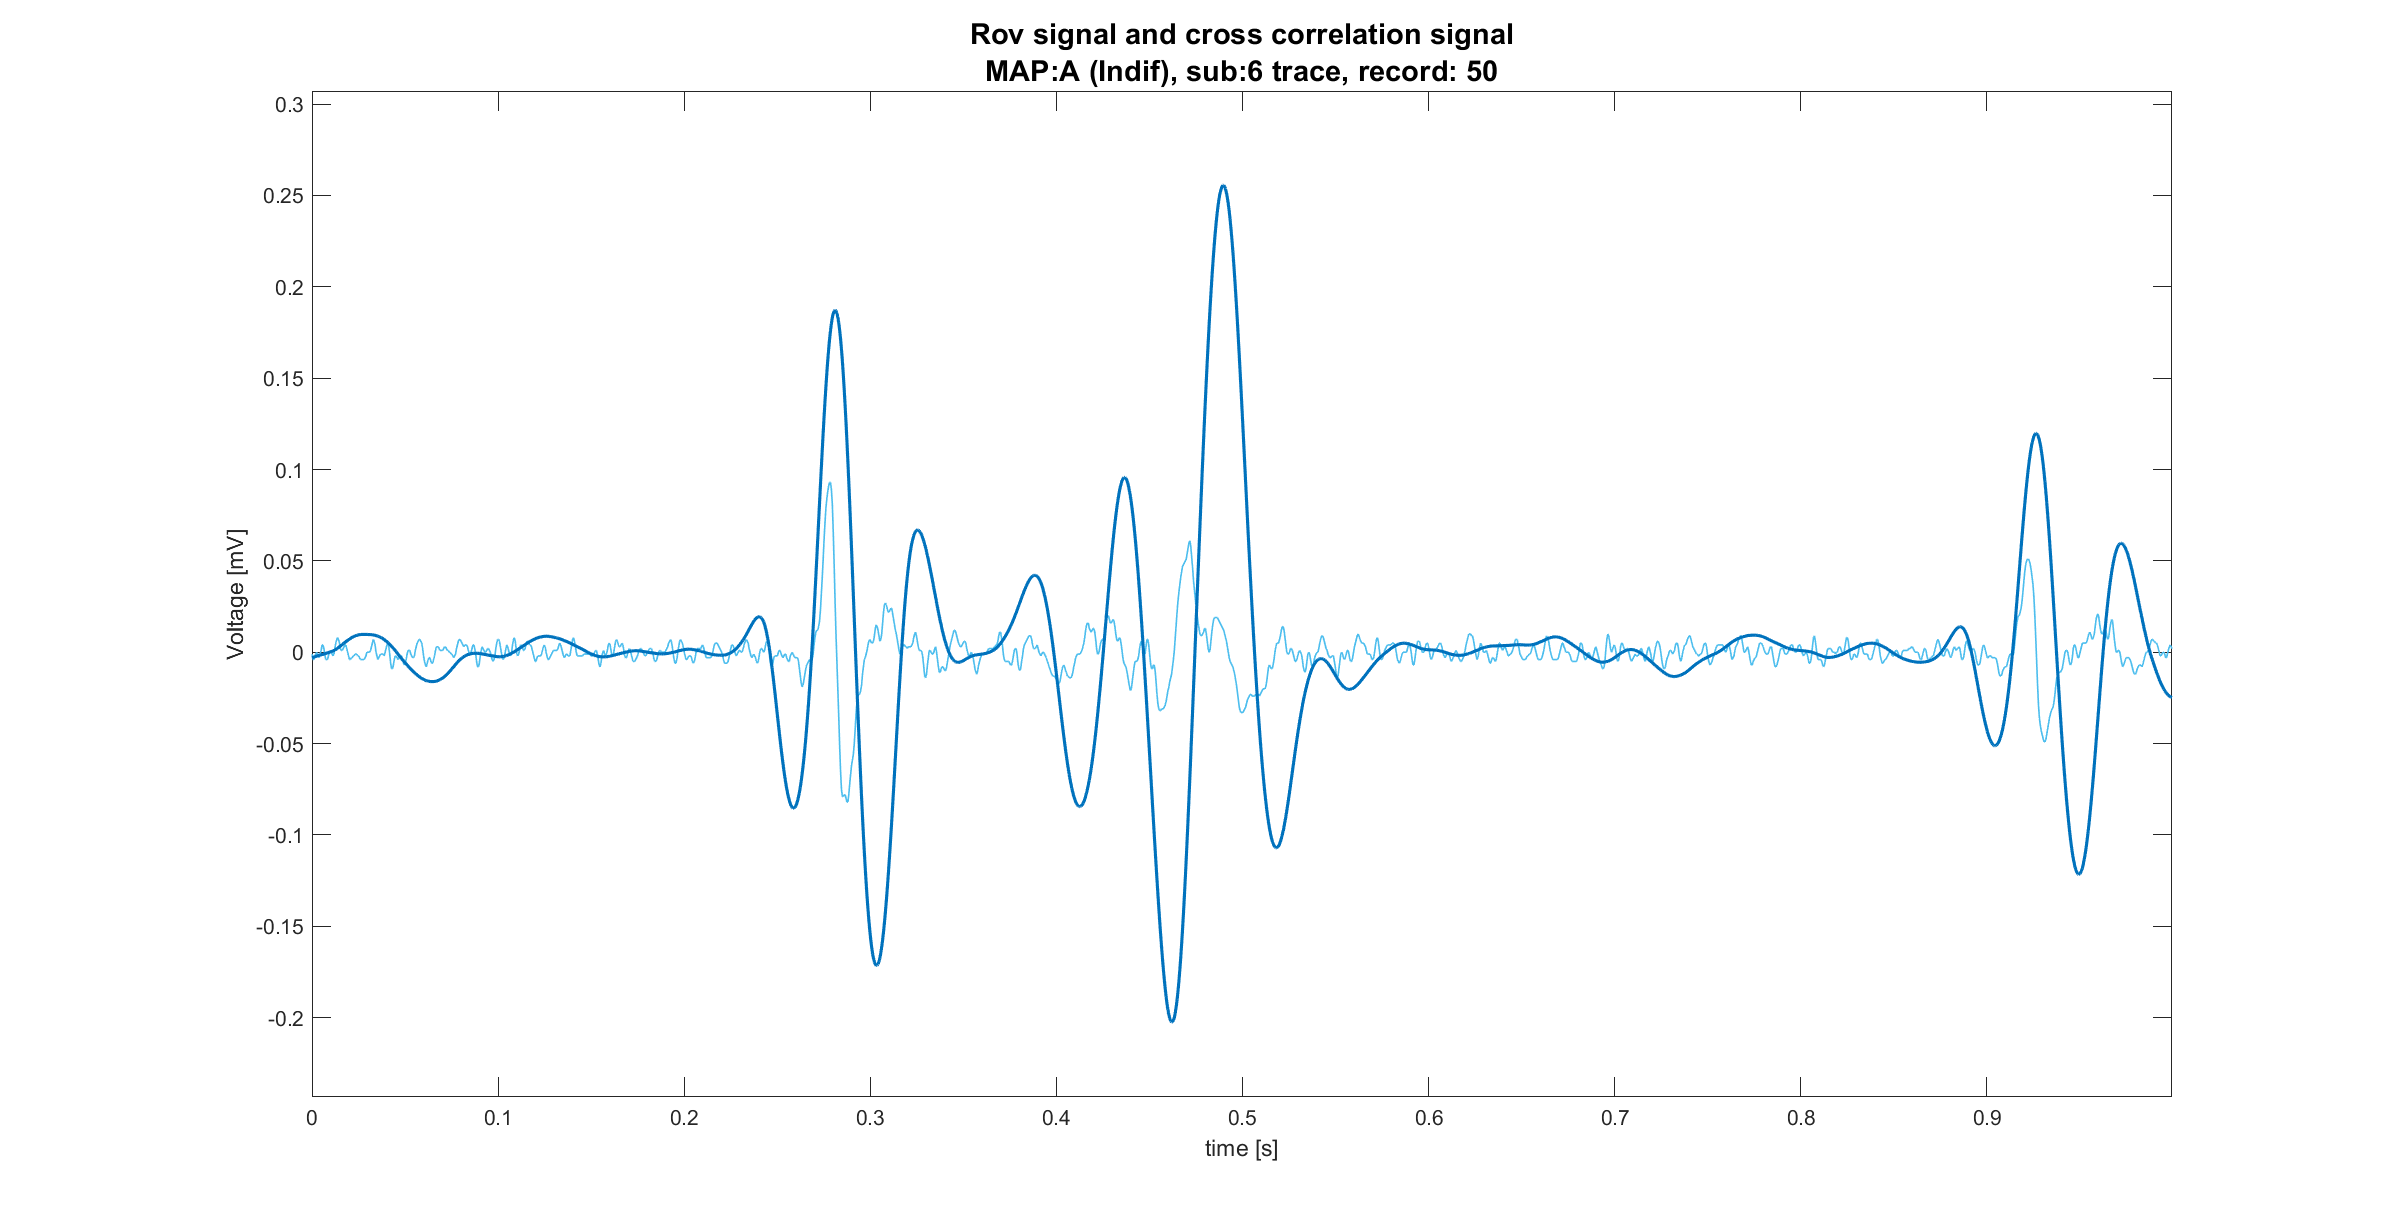 Rov signal and cross correlation signal
MAP:A (Indif), sub:6 trace, record: 50
0.3
0.25
0.2
0.15
0.1
0.05
0
-0.05
-0.1
-0.15
-0.2
Voltage [mV]
0 0.1 0.2 0.3 0.4 0.5 0.6 0.7 0.8 0.9
time [s]